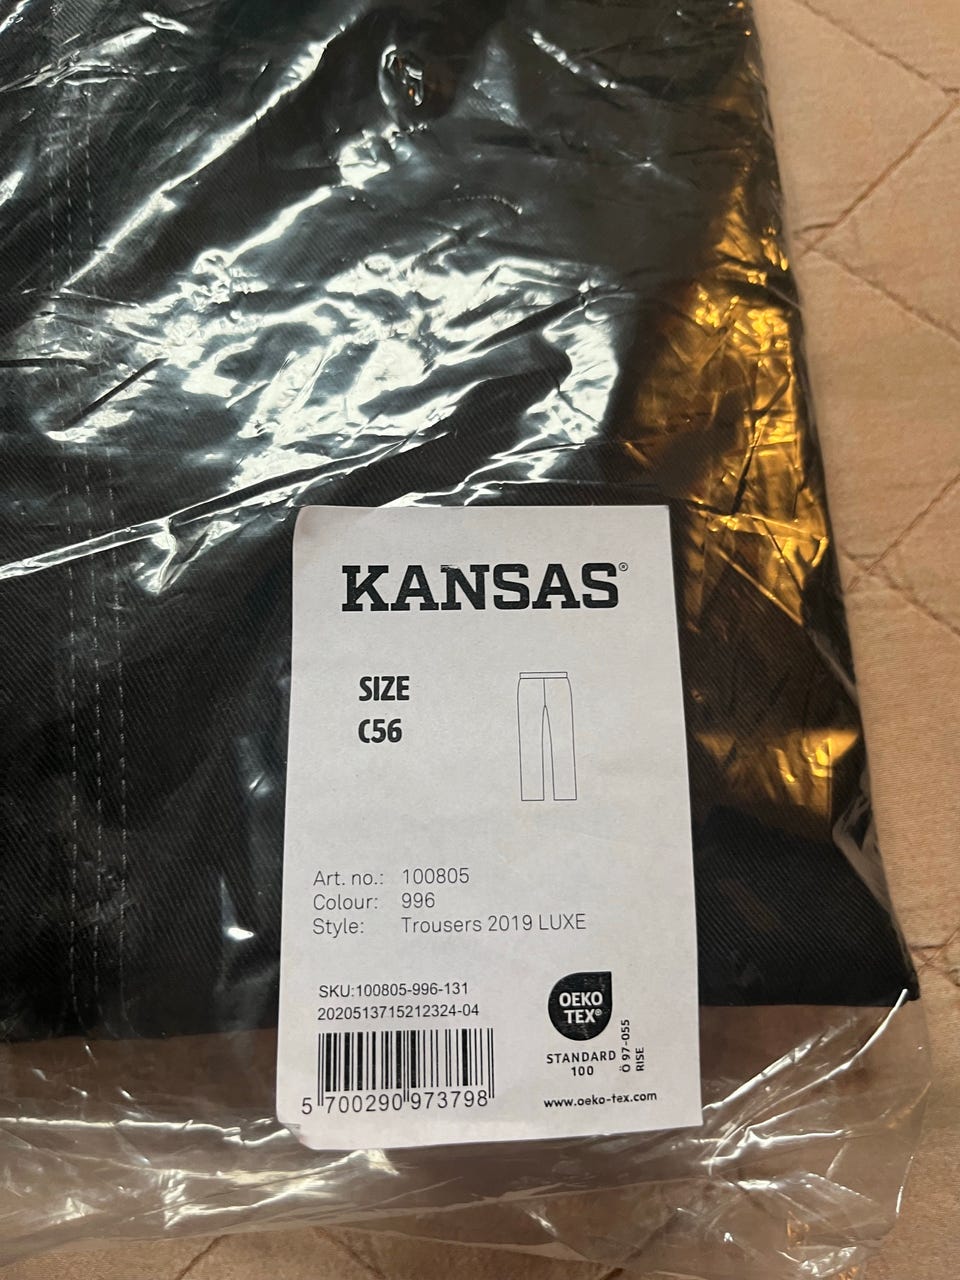 KANSAS®
SIZE
C56
Art. no.: 100805
Colour: 996
Style: Trousers 2019 LUXE
SKU:100805-996-131
2020513715212324-04
5 700290 973798
OEKO
TEX®
STANDARD
100
Ö 97-055
RISE
www.oeko-tex.com